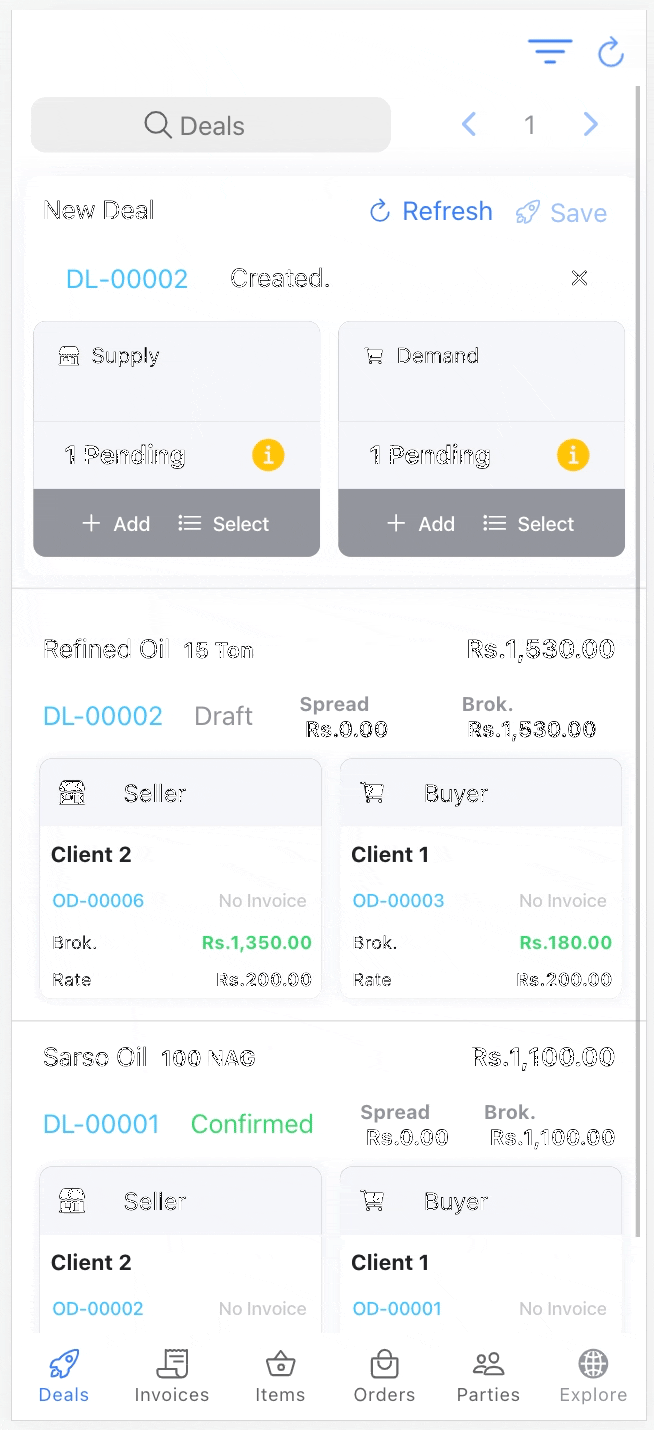 Deals
1
New Deal
Refresh Save
DL-00002 Created.
Supply Demand
1 Pending 1 Pending
Add Select Add Select
Refined Oil 15 Ton Rs.1,530.00
DL-00002 Draft Spread Rs.0.00 Brok. Rs.1,530.00
Seller Buyer
Client 2 Client 1
OD-00006 No Invoice OD-00003 No Invoice
Brok. Rs.1,350.00 Brok. Rs.180.00
Rate Rs.200.00 Rate Rs.200.00
Sarso Oil 100 NAG Rs.1,100.00
DL-00001 Confirmed Spread Rs.0.00 Brok. Rs.1,100.00
Seller Buyer
Client 2 Client 1
OD-00002 No Invoice OD-00001 No Invoice
Deals Invoices Items Orders Parties Explore